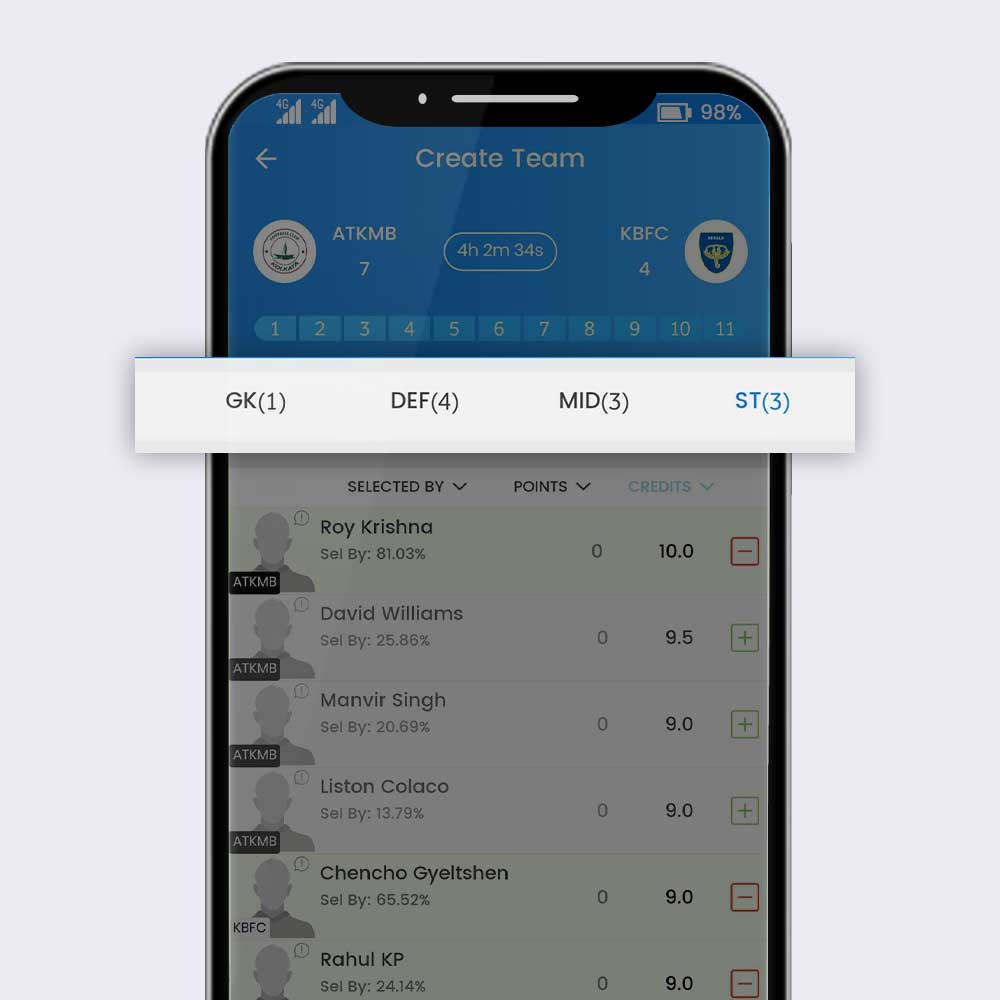 4G 4G 98%
Create Team
ATKMB 4h 2m 34s KBFC
7 4
KOLKATA
KERALA
1 2 3 4 5 6 7 8 9 10 11
GK(1) DEF(4) MID(3) ST(3)
SELECTED BY POINTS CREDITS
Roy Krishna
Sel By: 81.03% 0 10.0
ATKMB
David Williams
Sel By: 25.86% 0 9.5
ATKMB
Manvir Singh
Sel By: 20.69% 0 9.0
ATKMB
Liston Colaco
Sel By: 13.79% 0 9.0
ATKMB
Chencho Gyeltshen
Sel By: 65.52% 0 9.0
KBFC
Rahul KP
Sel By: 24.14% 0 9.0